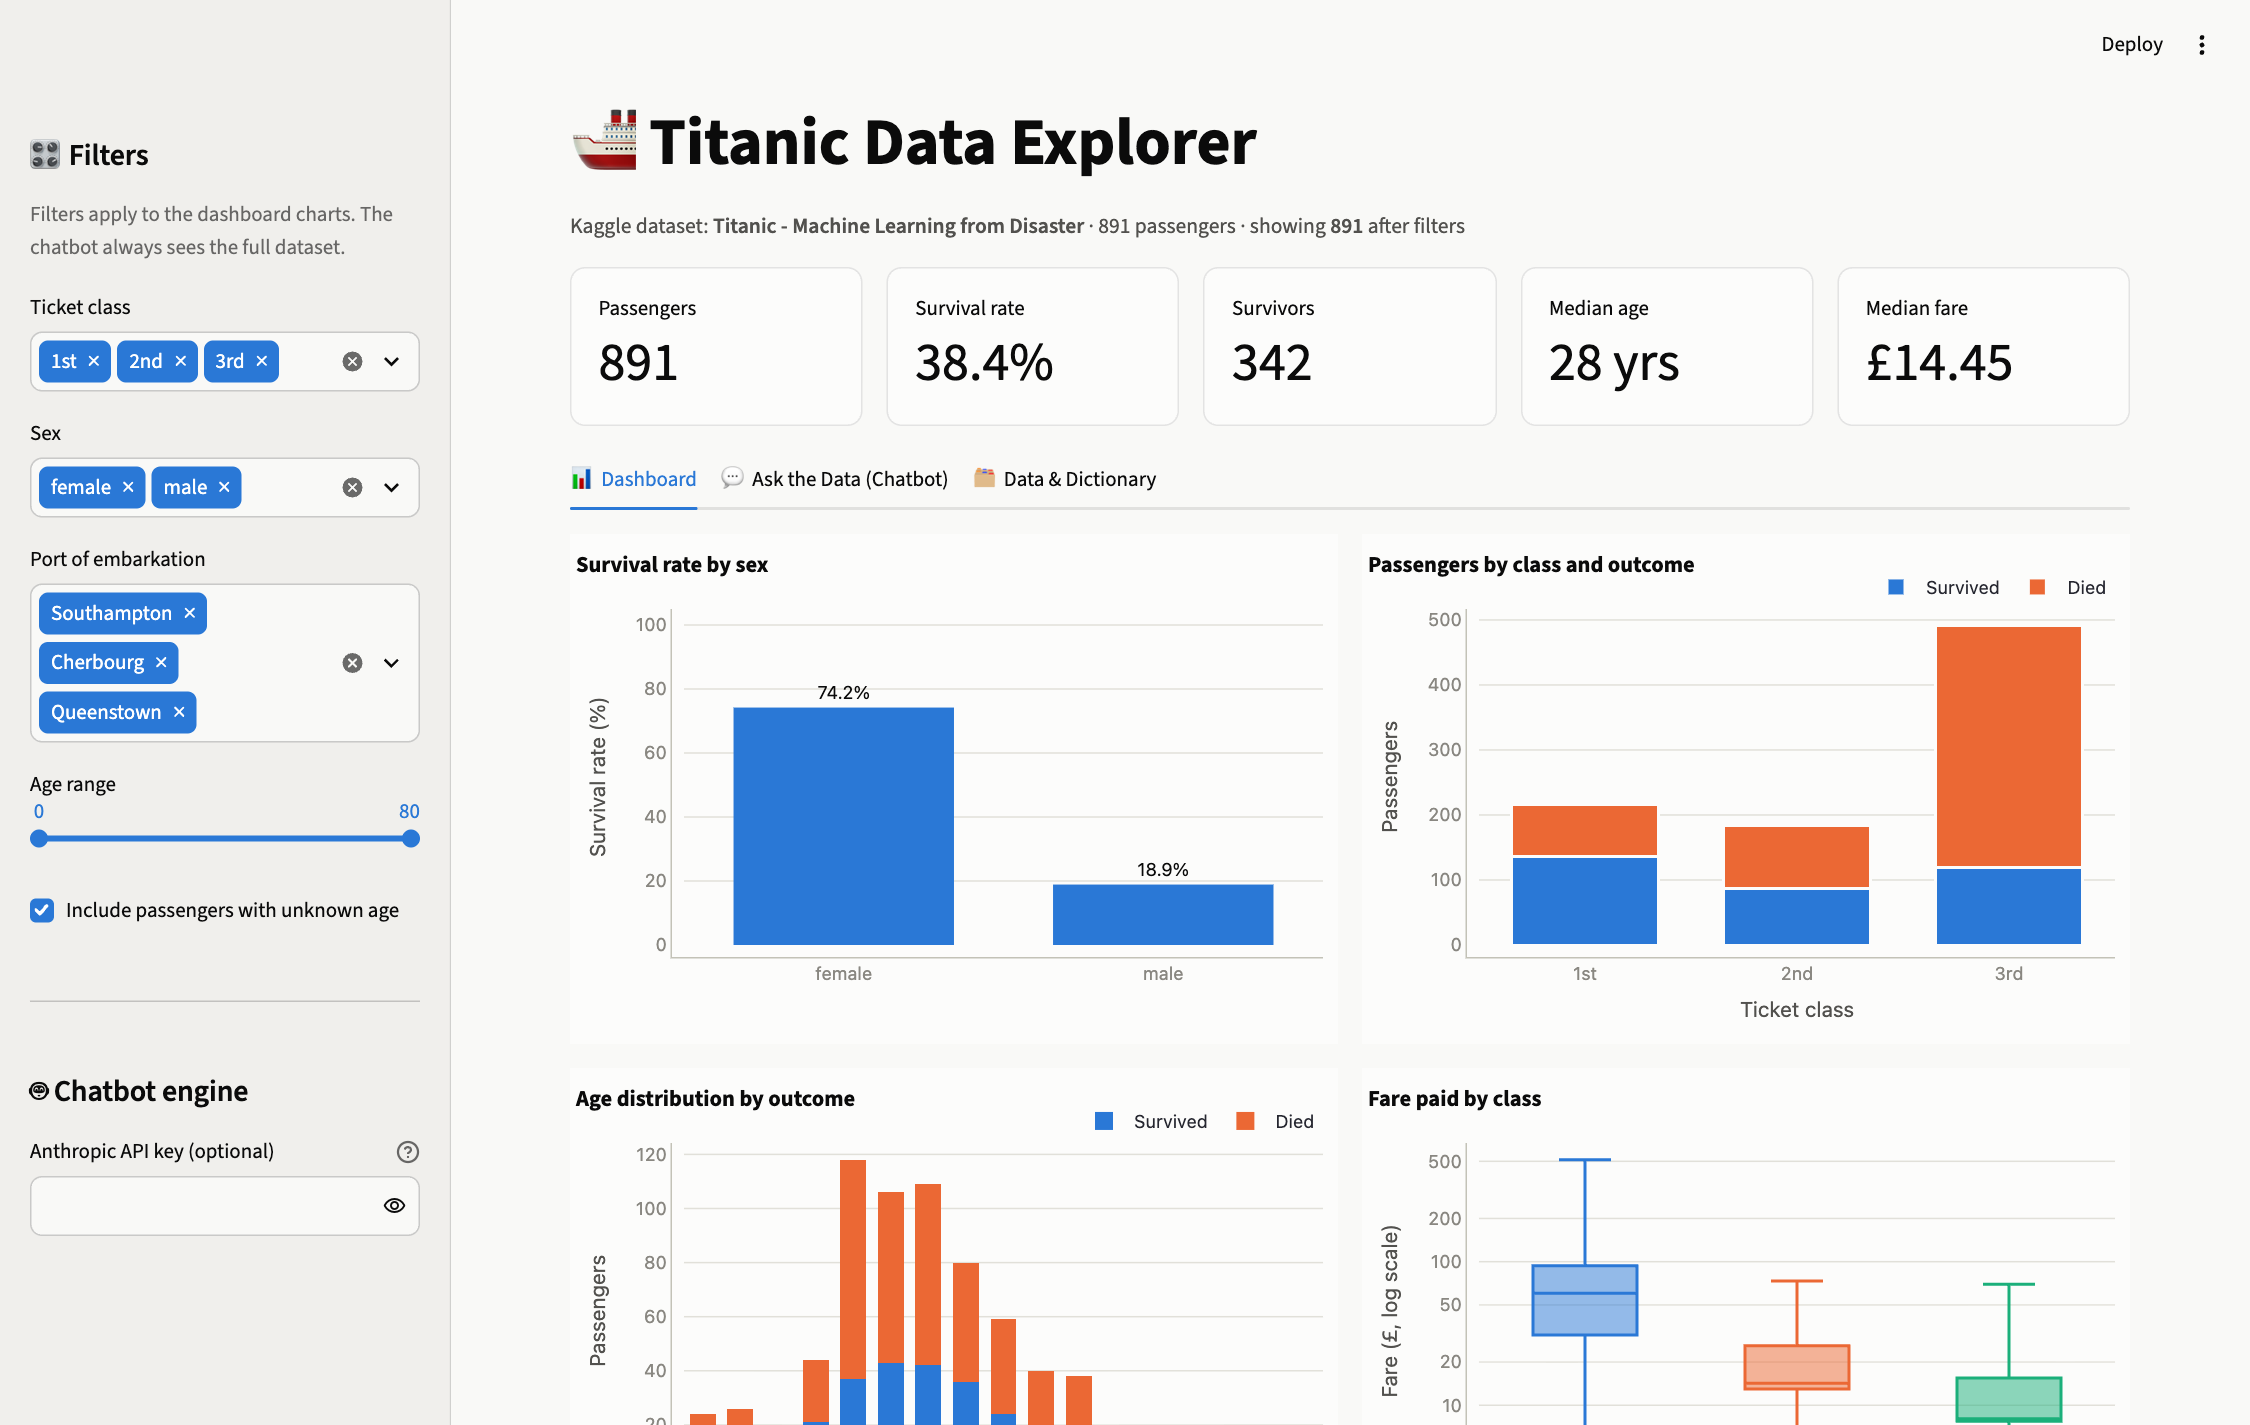 Deploy
Filters
Filters apply to the dashboard charts. The
chatbot always sees the full dataset.
Ticket class
1st
2nd
3rd
Sex
female
male
Port of embarkation
Southampton
Cherbourg
Queenstown
Age range
0
80
Include passengers with unknown age
Chatbot engine
Anthropic API key (optional)
Titanic Data Explorer
Kaggle dataset: Titanic - Machine Learning from Disaster · 891 passengers · showing 891 after filters
Passengers
891
Survival rate
38.4%
Survivors
342
Median age
28 yrs
Median fare
£14.45
Dashboard
Ask the Data (Chatbot)
Data & Dictionary
Survival rate by sex
Survival rate (%)
100
80
60
40
20
0
74.2%
18.9%
female
male
Passengers by class and outcome
Survived
Died
Passengers
500
400
300
200
100
0
1st
2nd
3rd
Ticket class
Age distribution by outcome
Survived
Died
Passengers
120
100
80
60
40
20
Fare paid by class
Fare (£, log scale)
500
200
100
50
20
10